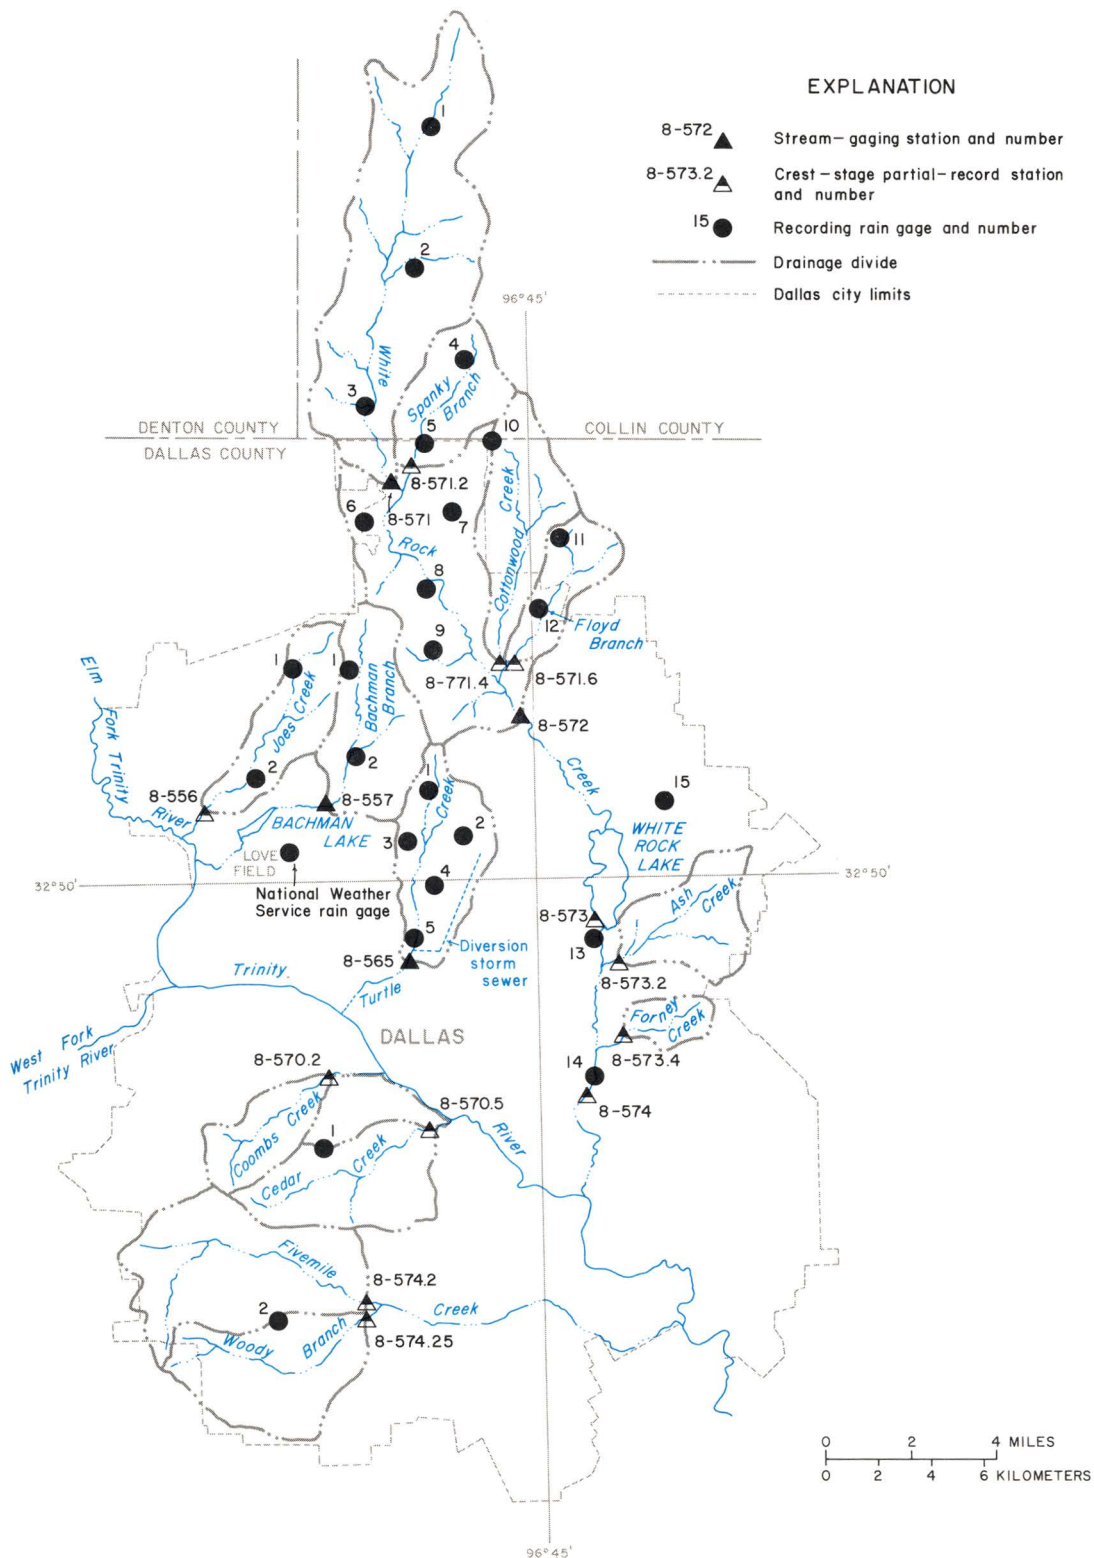 EXPLANATION
8-572 Stream-gaging station and number
8-573.2 Crest-stage partial-record station
and number
15 Recording rain gage and number
Drainage divide
Dallas city limits
96°45'
1
2
White
4
Spanky
Branch
3
5
10
DENTON COUNTY
COLLIN COUNTY
DALLAS COUNTY
8-571.2
8-571
6
7
Rock
Cottonwood Creek
11
8
12
Floyd
Branch
9
8-771.4
8-571.6
8-572
Elm
Fork Trinity
River
1
1
Joes Creek
Bachman
Branch
2
2
8-556
8-557
BACHMAN
LAKE
Creek
15
WHITE
ROCK
LAKE
1
Creek
2
3
4
5
LOVE
FIELD
National Weather
Service rain gage
32°50'
32°50'
Ash
Creek
8-573
13
8-573.2
8-565
Diversion
storm
sewer
Trinity
Turtle
Forney
Creek
8-573.4
DALLAS
West Fork
Trinity River
14
8-574
8-570.2
8-570.5
Coombs Creek
1
Cedar
Creek
River
Fivemile
8-574.2
Creek
2
Woody
Branch
8-574.25
0 2 4 MILES
0 2 4 6 KILOMETERS
96°45'